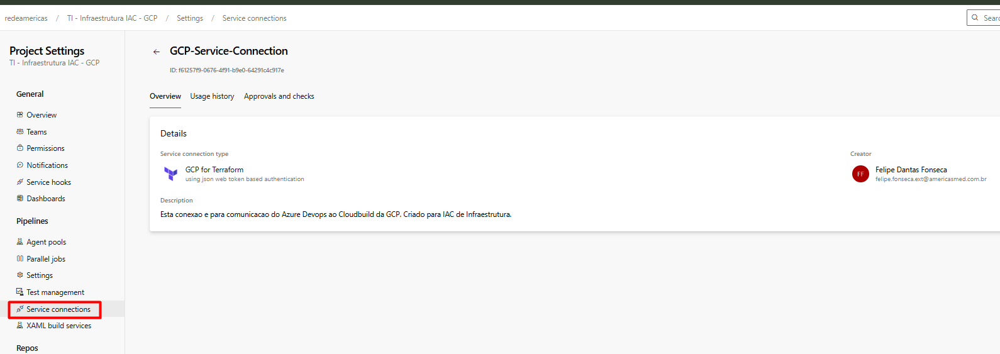 redeamericas / TI - Infraestrutura IAC - GCP / Settings / Service connections
Sear
Project Settings
TI - Infraestrutura IAC - GCP
General
Overview
Teams
Permissions
Notifications
Service hooks
Dashboards
Pipelines
Agent pools
Parallel jobs
Settings
Test management
Service connections
XAML build services
Repos
GCP-Service-Connection
ID: f61257f9-0676-4f91-b9e0-64291c4c917e
Overview Usage history Approvals and checks
Details
Service connection type
GCP for Terraform
using json web token based authentication
Creator
FF
Felipe Dantas Fonseca
felipe.fonseca.ext@americasmed.com.br
Description
Esta conexao e para comunicacao do Azure Devops ao Cloudbuild da GCP. Criado para IAC de Infraestrutura.